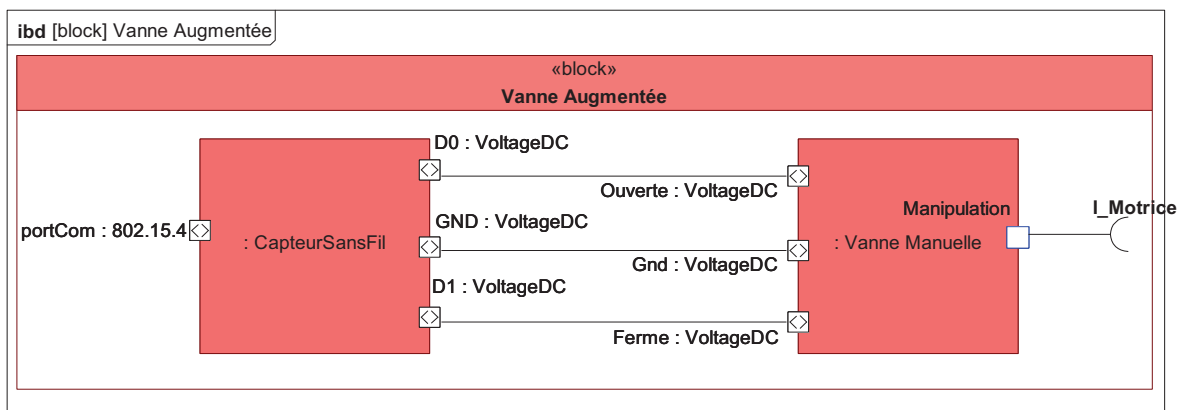 ibd [block] Vanne Augmentée
«block»
Vanne Augmentée
D0 : VoltageDC
Ouverte : VoltageDC
GND : VoltageDC
Manipulation
I_Motrice
portCom : 802.15.4
: CapteurSansFil
: Vanne Manuelle
Gnd : VoltageDC
D1 : VoltageDC
Ferme : VoltageDC